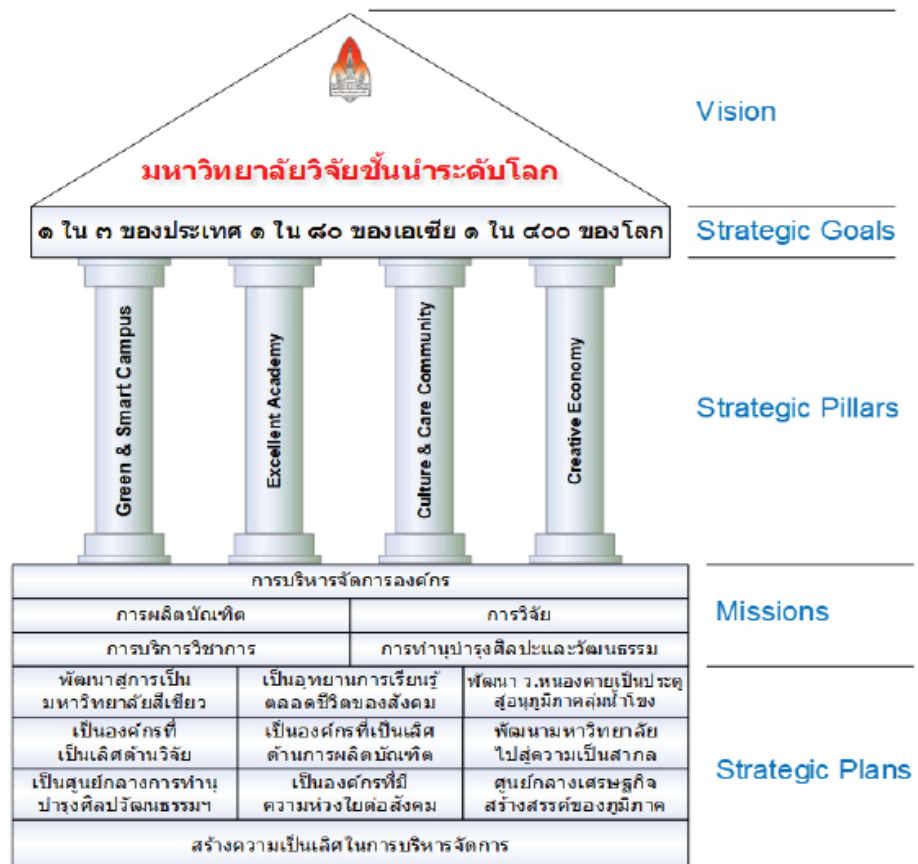 Vision
มหาวิทยาลัยวิจัยชั้นนำระดับโลก
๑ ใน ๓ ของประเทศ ๑ ใน ๘๐ ของเอเชีย ๑ ใน ๔๐๐ ของโลก
Strategic Goals
Green & Smart Campus
Excellent Academy
Culture & Care Community
Creative Economy
Strategic Pillars
การบริหารจัดการองค์กร
การผลิตบัณฑิต
การวิจัย
การบริการวิชาการ
การทำนุบำรุงศิลปะและวัฒนธรรม
Missions
พัฒนาสู่การเป็น
มหาวิทยาลัยสีเขียว
เป็นอุทยานการเรียนรู้
ตลอดชีวิตของสังคม
พัฒนา ว.หนองคายเป็นประตู
สู่อนุภูมิภาคลุ่มน้ำโขง
เป็นองค์กรที่
เป็นเลิศด้านวิจัย
เป็นองค์กรที่เป็นเลิศ
ด้านการผลิตบัณฑิต
พัฒนามหาวิทยาลัย
ไปสู่ความเป็นสากล
เป็นศูนย์กลางการทำนุ
บำรุงศิลปวัฒนธรรมฯ
เป็นองค์กรที่มี
ความห่วงใยต่อสังคม
ศูนย์กลางเศรษฐกิจ
สร้างสรรค์ของภูมิภาค
สร้างความเป็นเลิศในการบริหารจัดการ
Strategic Plans